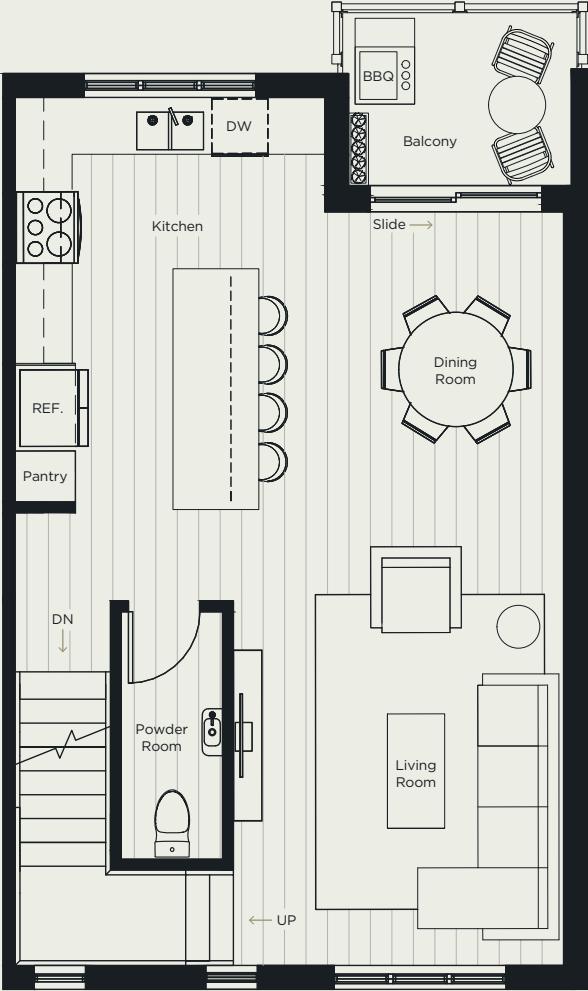 BBQ
DW
Balcony
Kitchen
Slide
Dining
Room
REF.
Pantry
DN
Powder
Room
Living
Room
UP